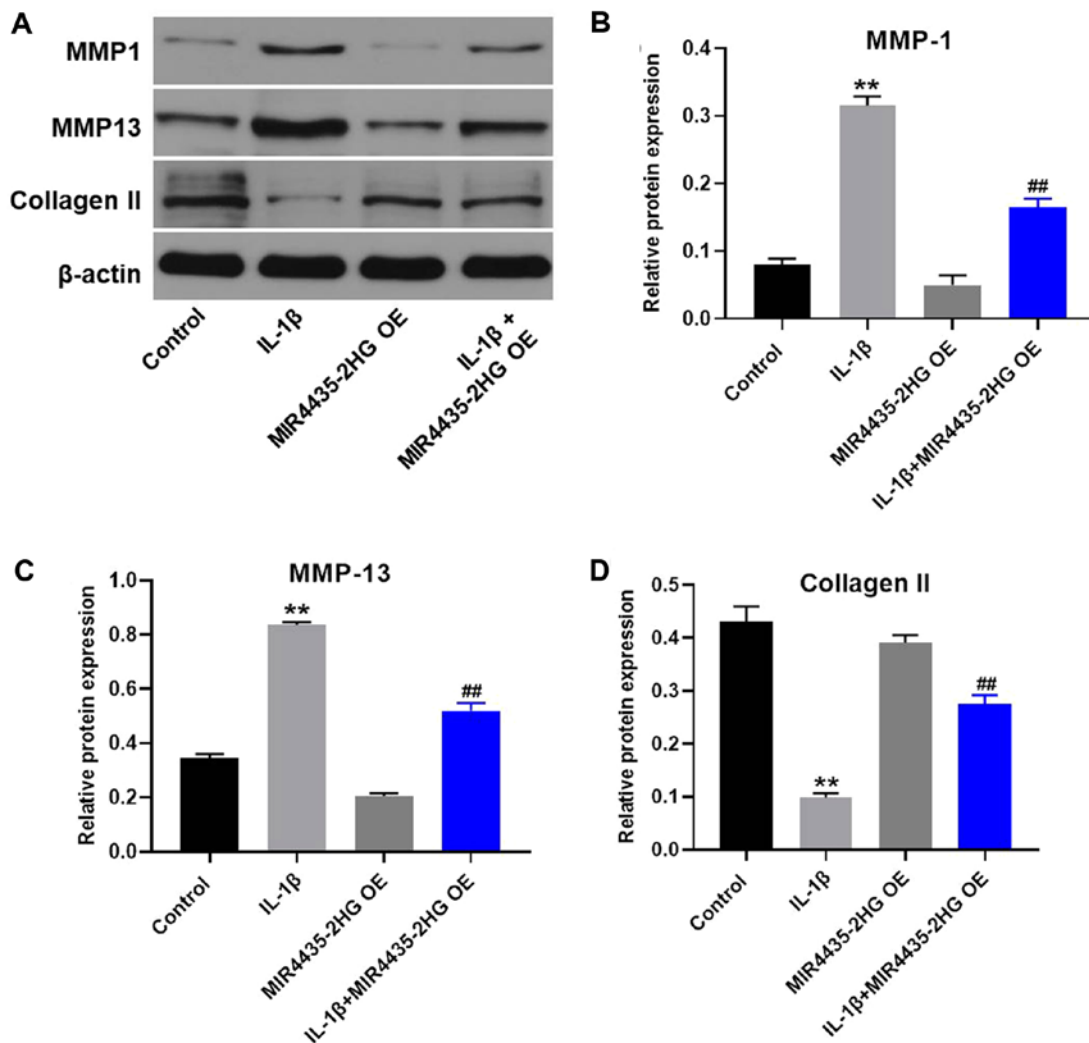 A
MMP1
MMP13
Collagen II
β-actin
Control
IL-1β
MIR4435-2HG OE
IL-1β +
MIR4435-2HG OE
B
MMP-1
Relative protein expression
0.4
0.3
0.2
0.1
0.0
**
##
Control
IL-1β
MIR4435-2HG OE
IL-1β+MIR4435-2HG OE
C
MMP-13
Relative protein expression
1.0
0.8
0.6
0.4
0.2
0.0
**
##
Control
IL-1β
MIR4435-2HG OE
IL-1β+MIR4435-2HG OE
D
Collagen II
Relative protein expression
0.5
0.4
0.3
0.2
0.1
0.0
**
##
Control
IL-1β
MIR4435-2HG OE
IL-1β+MIR4435-2HG OE